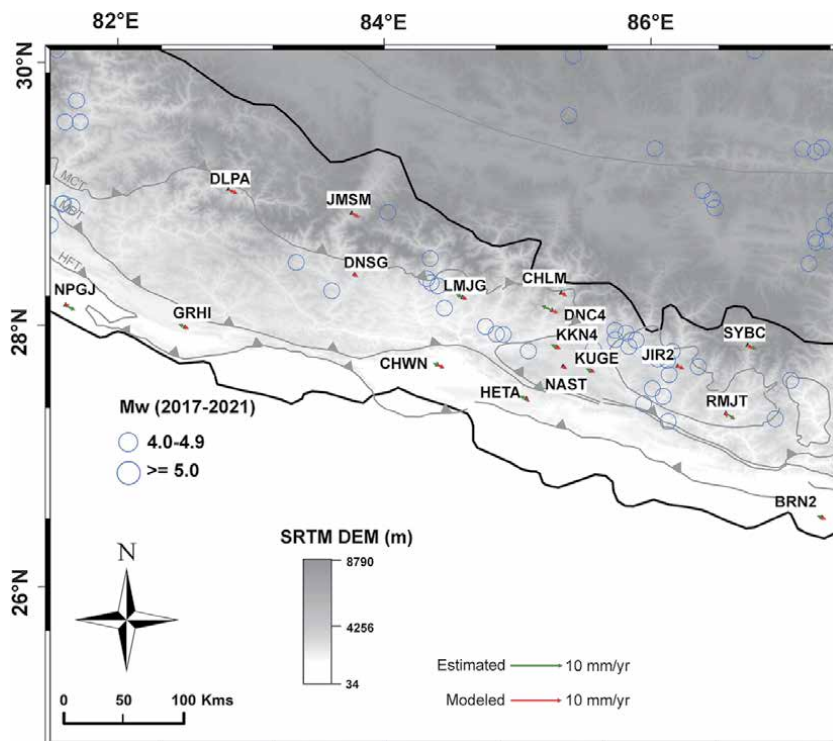 82°E 84°E 86°E
30°N
MCT
DLPA
JMSM
MBT
HFT
DNSG
NPGJ
LMJG
CHLM
GRHI
DNC4
KKN4
SYBC
CHWN
KUGE
JIR2
HETA
NAST
RMJT
28°N
BRN2
Mw (2017-2021)
4.0-4.9
>= 5.0
26°N
N
SRTM DEM (m)
8790
4256
34
0 50 100 Kms
Estimated 10 mm/yr
Modeled 10 mm/yr